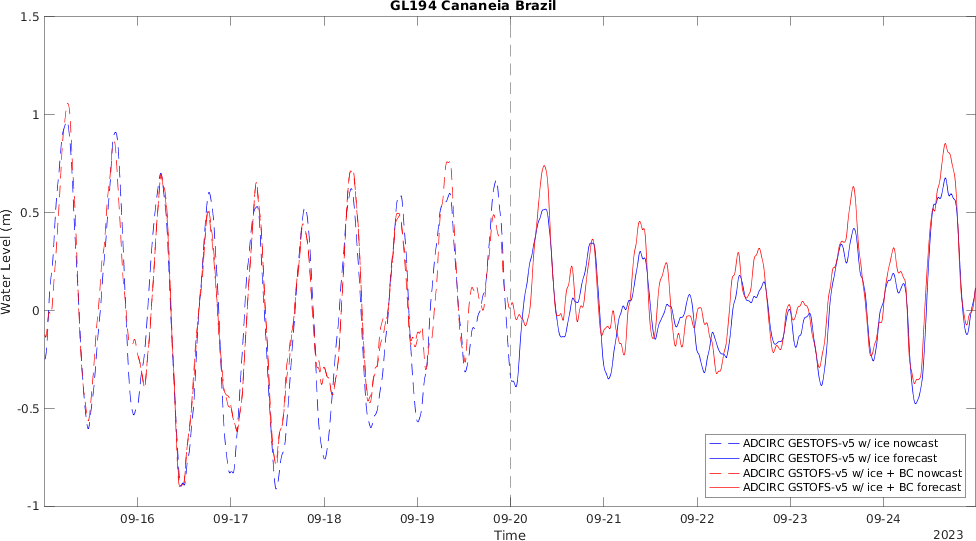 GL194 Cananeia Brazil
1.5
1
0.5
0
-0.5
-1
Water Level (m)
09-16 09-17 09-18 09-19 09-20 09-21 09-22 09-23 09-24
Time
2023
ADCIRC GESTOFS-v5 w/ ice nowcast
ADCIRC GESTOFS-v5 w/ ice forecast
ADCIRC GSTOFS-v5 w/ ice + BC nowcast
ADCIRC GSTOFS-v5 w/ ice + BC forecast